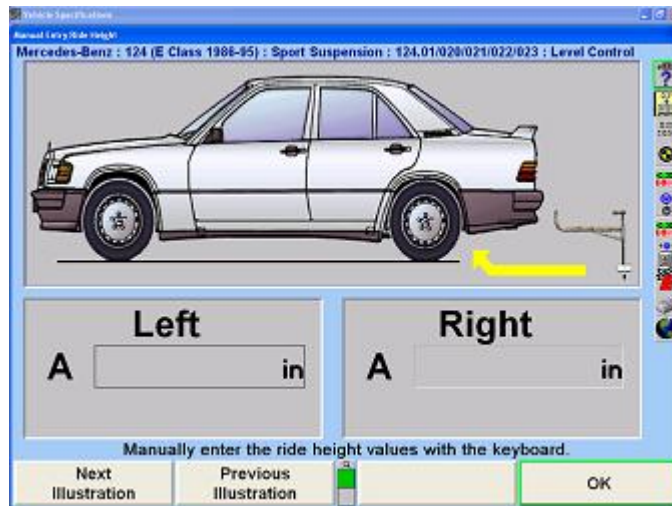 Vehicle Specifications
Manual Entry Ride Height
Mercedes-Benz : 124 (E Class 1986-95) : Sport Suspension : 124.01/020/021/022/023 : Level Control
Left
Right
A in
A in
Manually enter the ride height values with the keyboard.
Next
Illustration
Previous
Illustration
OK